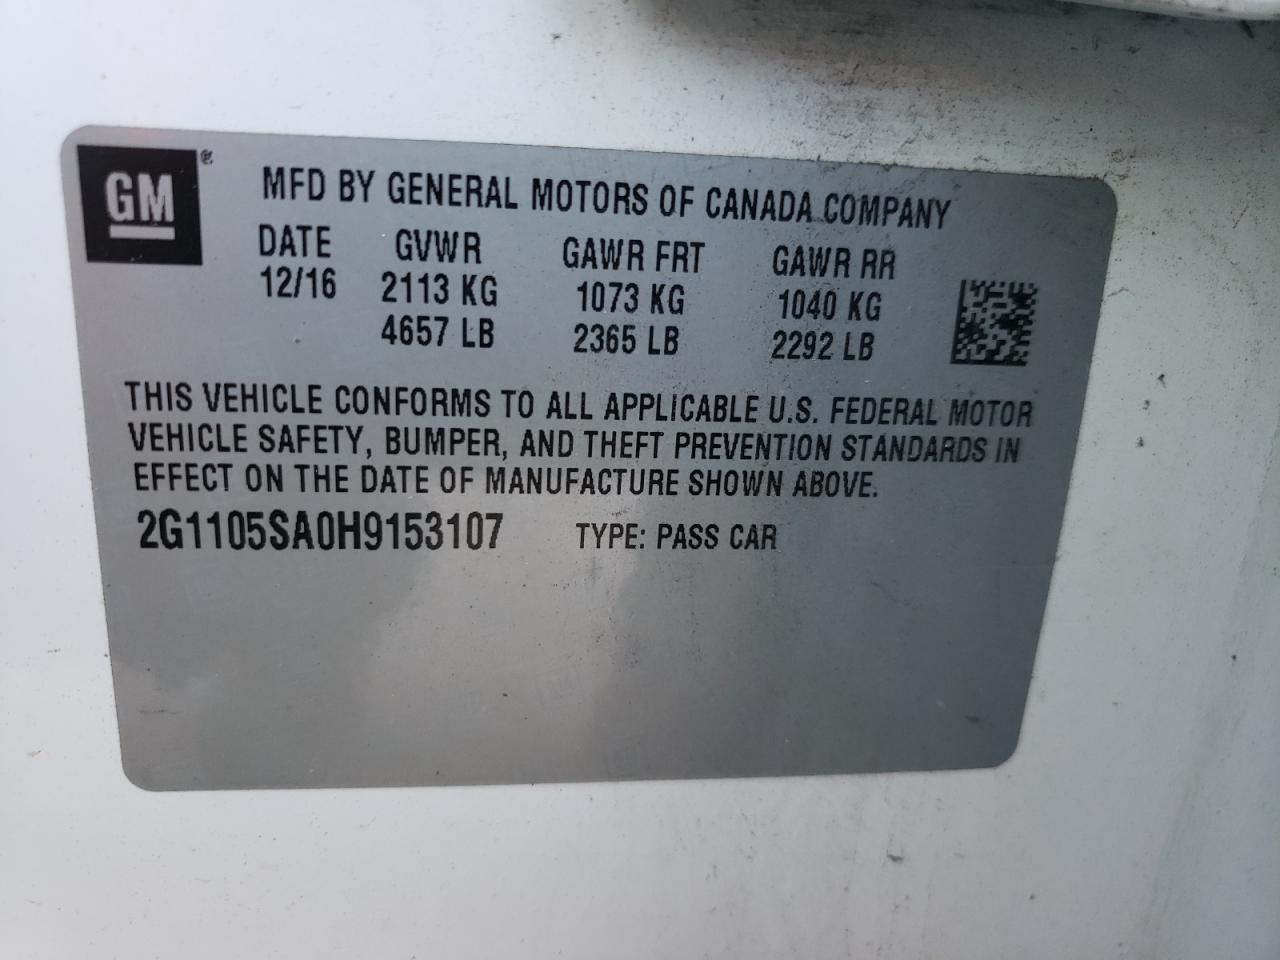 GM ®
MFD BY GENERAL MOTORS OF CANADA COMPANY
DATE GVWR GAWR FRT GAWR RR
12/16 2113 KG 1073 KG 1040 KG
4657 LB 2365 LB 2292 LB
THIS VEHICLE CONFORMS TO ALL APPLICABLE U.S. FEDERAL MOTOR
VEHICLE SAFETY, BUMPER, AND THEFT PREVENTION STANDARDS IN
EFFECT ON THE DATE OF MANUFACTURE SHOWN ABOVE.
2G1105SA0H9153107 TYPE: PASS CAR